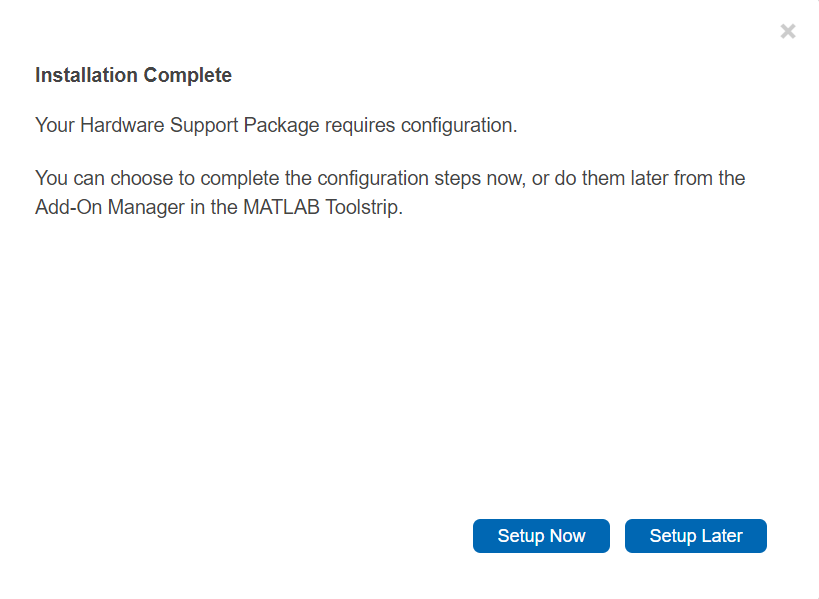 Installation Complete
Your Hardware Support Package requires configuration.
You can choose to complete the configuration steps now, or do them later from the
Add-On Manager in the MATLAB Toolstrip.
Setup Now
Setup Later